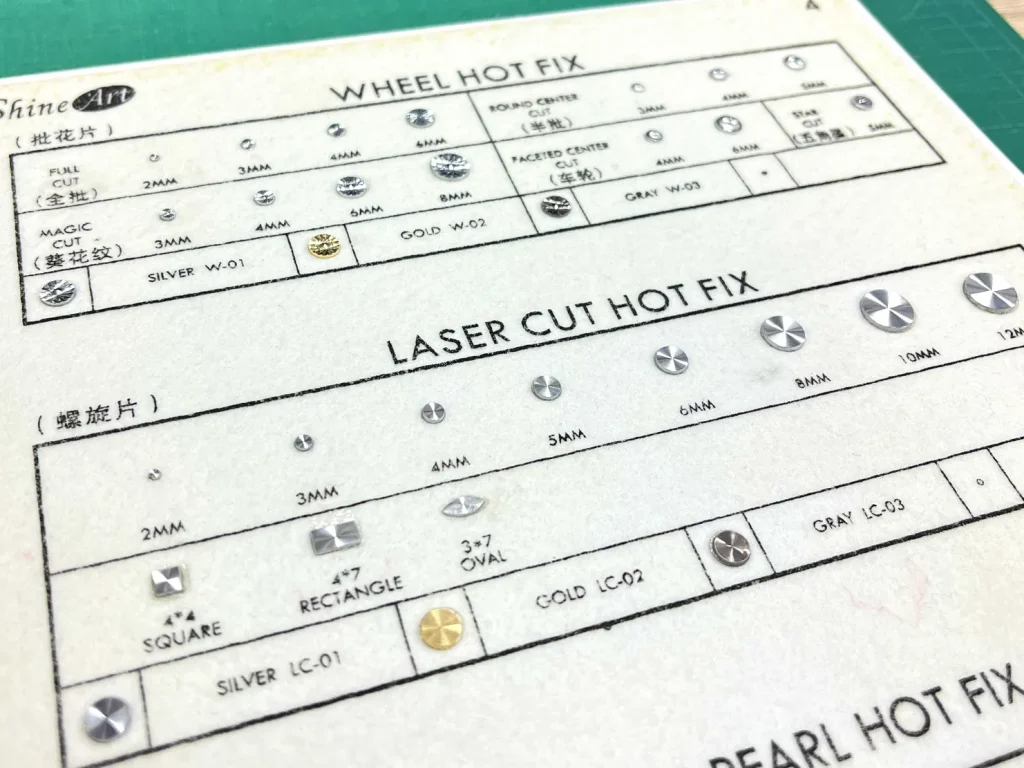 4
Shine Art
WHEEL HOT FIX
(批花片)
FULL CUT
(全批)
2MM
3MM
4MM
6MM
ROUND CENTER CUT
(半批)
3MM
4MM
5MM
MAGIC CUT
(葵花纹)
3MM
4MM
6MM
8MM
FACETED CENTER CUT
(车轮)
4MM
6MM
STAR CUT
5MM
SILVER W-01
GOLD W-02
GRAY W-03
LASER CUT HOT FIX
(螺旋片)
2MM
3MM
4MM
5MM
6MM
8MM
10MM
12M
4*4
SQUARE
4*7
RECTANGLE
3*7
OVAL
SILVER LC-01
GOLD LC-02
GRAY LC-03
PEARL HOT FIX